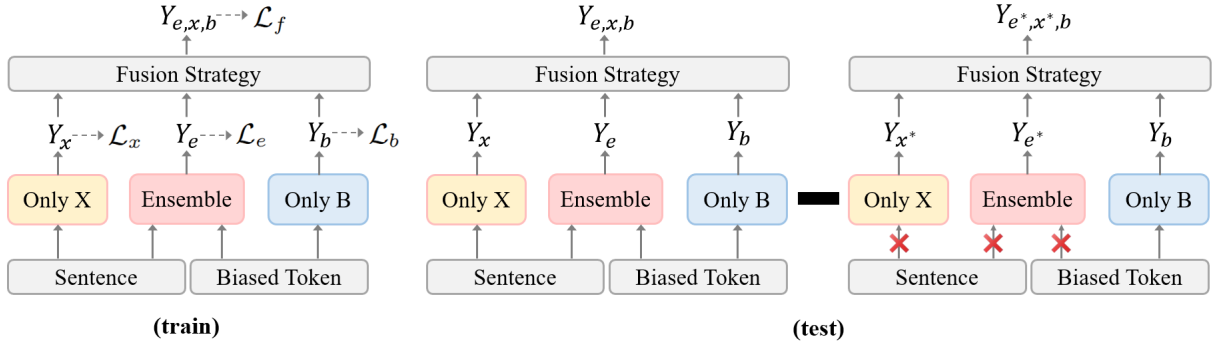 Y_{e,x,b} ⇢ ℒ_f Y_{e,x,b} Y_{e*,x*,b}
Fusion Strategy Fusion Strategy Fusion Strategy
Y_x ⇢ ℒ_x Y_e ⇢ ℒ_e Y_b ⇢ ℒ_b Y_x Y_e Y_b Y_{x*} Y_{e*} Y_b
Only X Ensemble Only B Only X Ensemble Only B Only X Ensemble Only B
Sentence Biased Token Sentence Biased Token Sentence Biased Token
(train) (test)